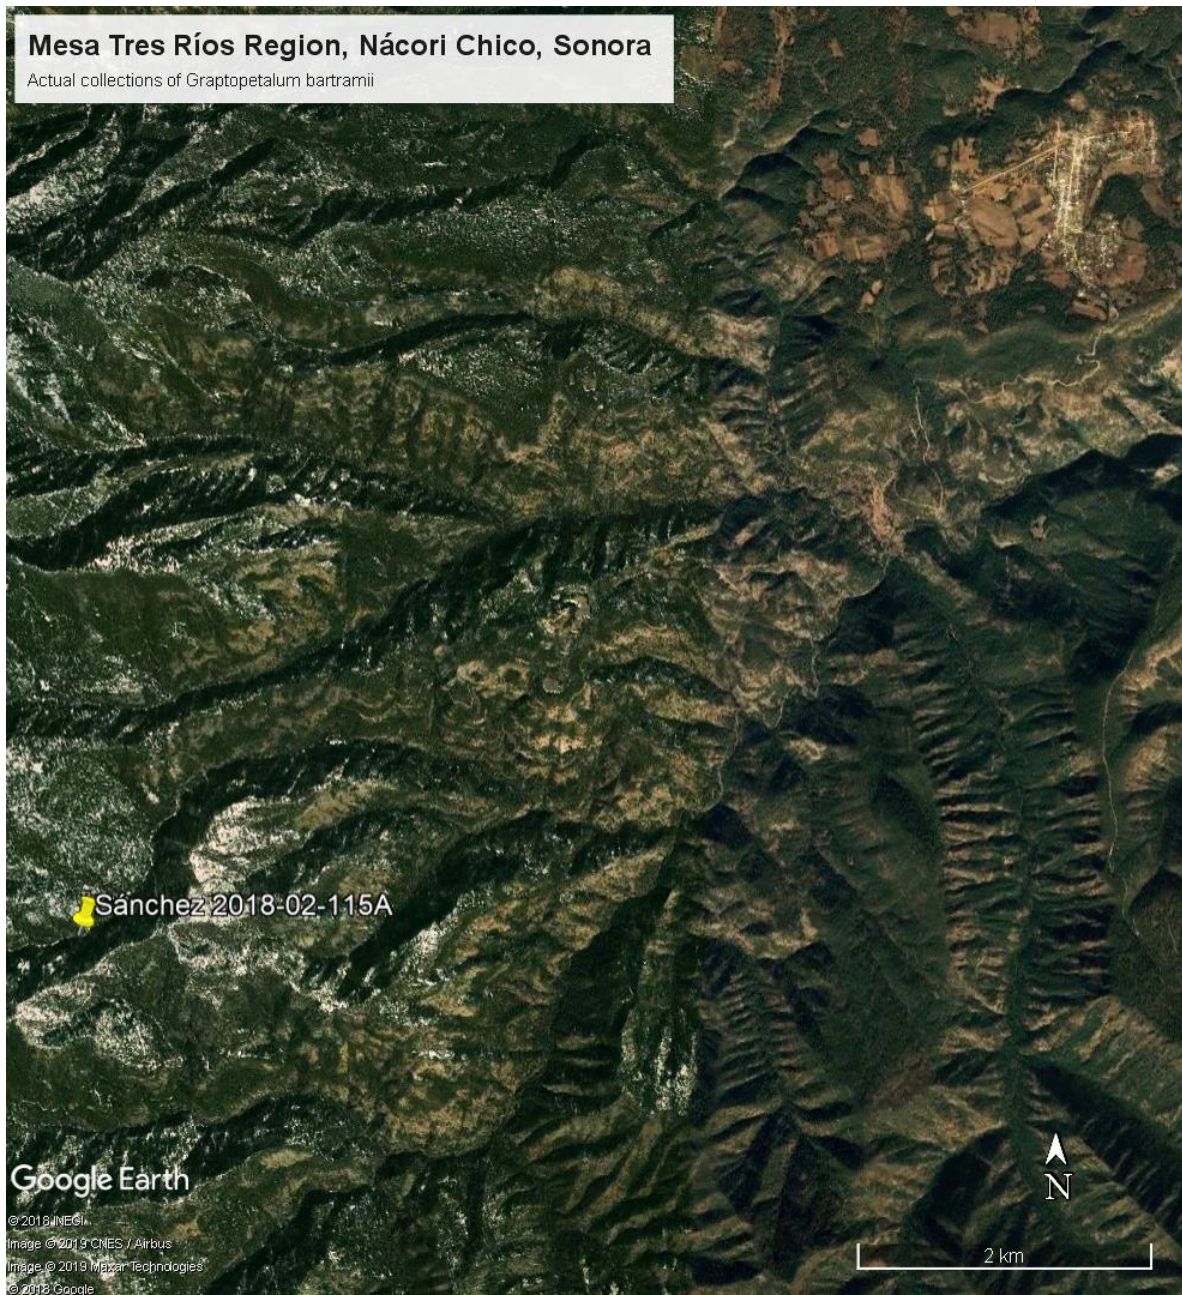 Mesa Tres Ríos Region, Nácori Chico, Sonora
Actual collections of Graptopetalum bartramii
Sánchez 2018-02-115A
Google Earth
N
© 2018 INEGI
Image © 2019 CNES / Airbus
Image © 2019 Maxar Technologies
© 2018 Google
2 km